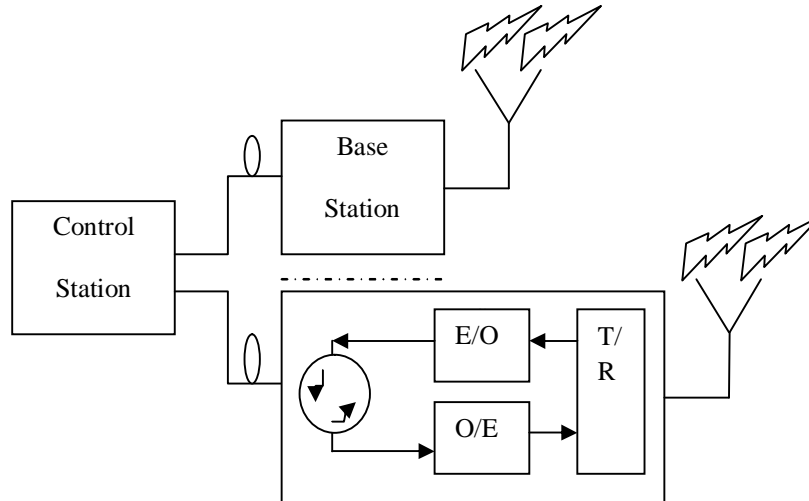 Base
Station
Control
Station
E/O
T/
R
O/E